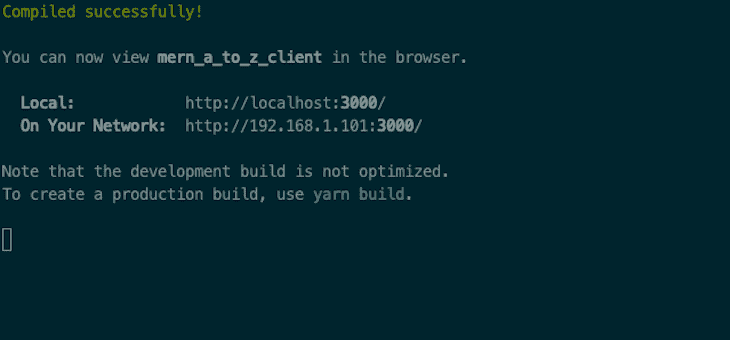 Compiled successfully!
You can now view mern_a_to_z_client in the browser.
Local: http://localhost:3000/
On Your Network: http://192.168.1.101:3000/
Note that the development build is not optimized.
To create a production build, use yarn build.